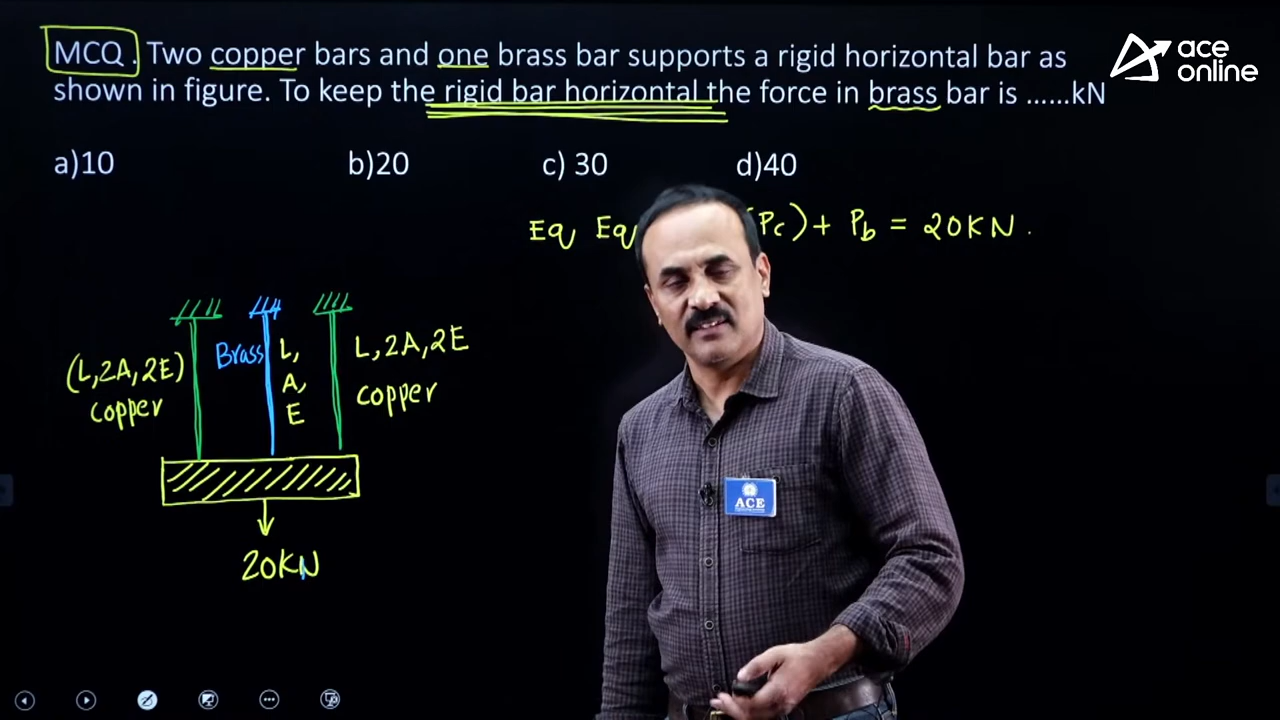 MCQ. Two copper bars and one brass bar supports a rigid horizontal bar as
shown in figure. To keep the rigid bar horizontal the force in brass bar is ......kN
ace
online
a)10
b)20
c) 30
d)40
Eq Eq Pc) + Pb = 20KN.
(L,2A,2E)
copper
Brass
L,
A,
E
L,2A,2E
copper
20KN
ACE